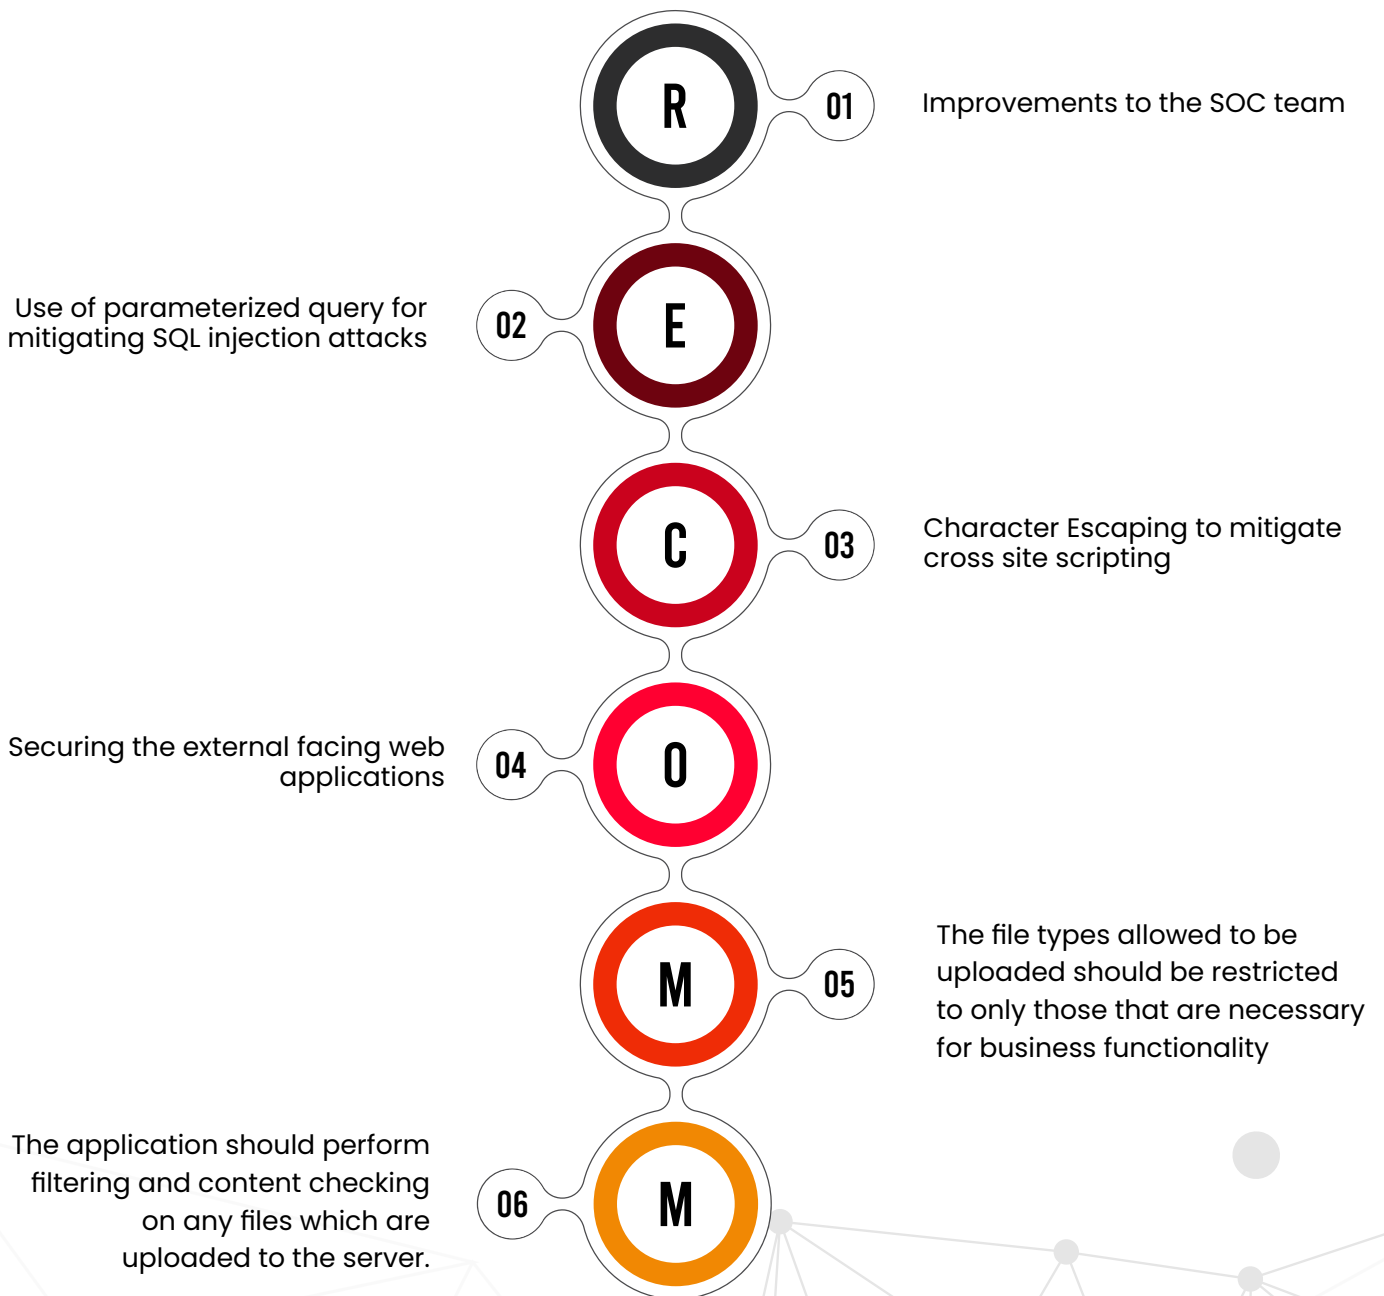 R
01
Improvements to the SOC team
Use of parameterized query for
mitigating SQL injection attacks
02
E
C
03
Character Escaping to mitigate
cross site scripting
Securing the external facing web
applications
04
O
M
05
The file types allowed to be
uploaded should be restricted
to only those that are necessary
for business functionality
The application should perform
filtering and content checking
on any files which are
uploaded to the server.
06
M